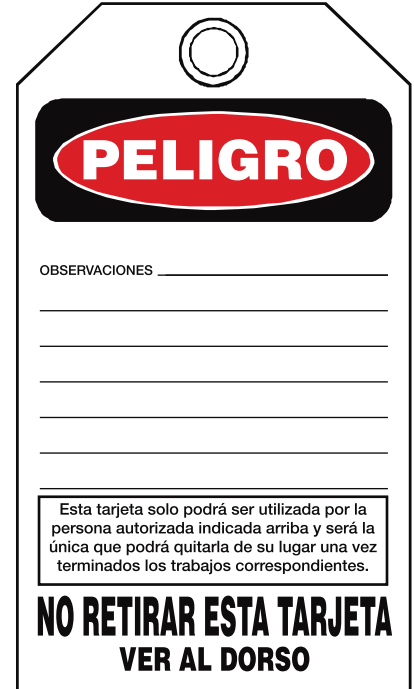 PELIGRO
OBSERVACIONES
Esta tarjeta solo podrá ser utilizada por la
persona autorizada indicada arriba y será la
única que podrá quitarla de su lugar una vez
terminados los trabajos correspondientes.
NO RETIRAR ESTA TARJETA
VER AL DORSO